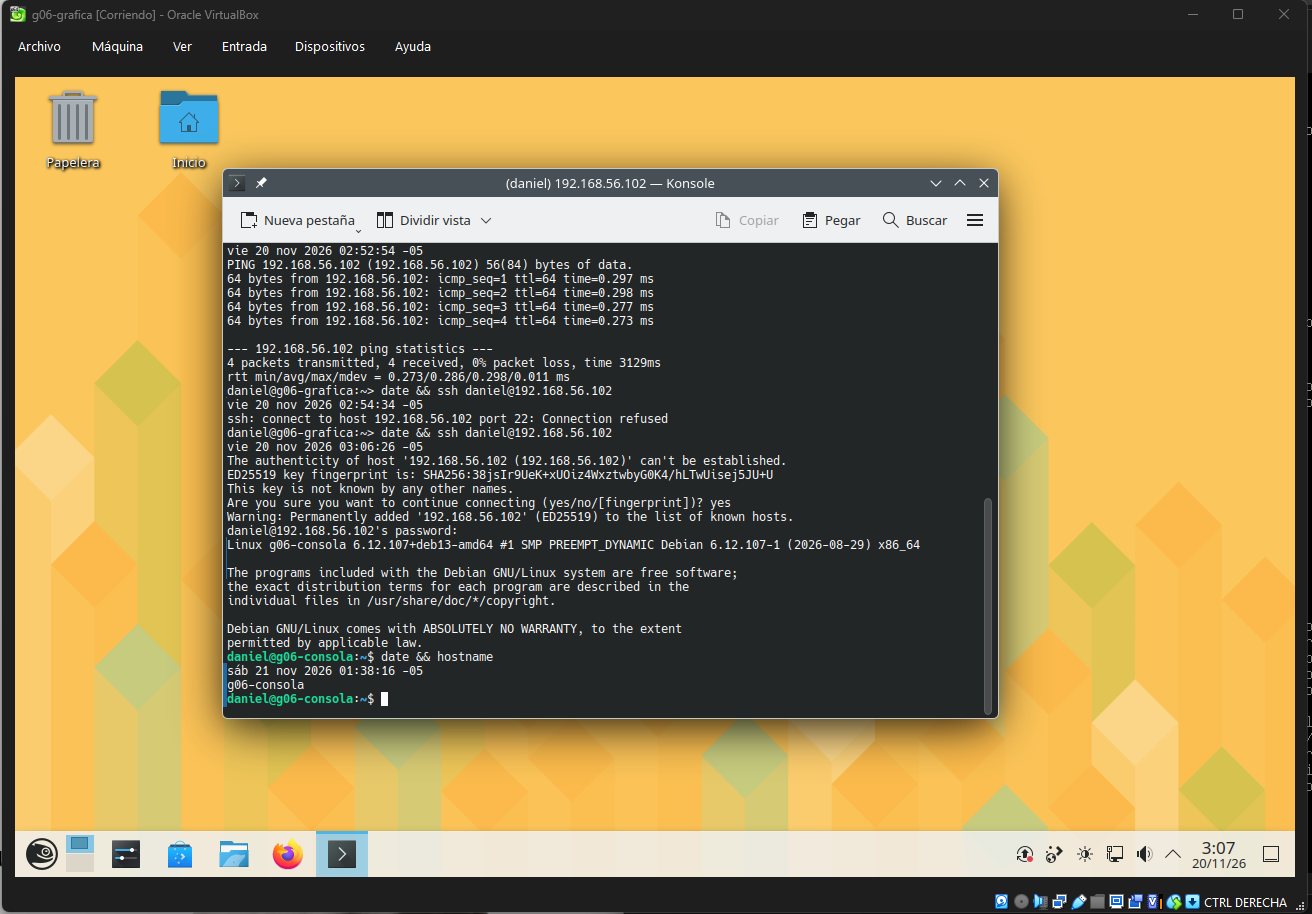 g06-grafica [Corriendo] - Oracle VirtualBox
Archivo Máquina Ver Entrada Dispositivos Ayuda
Papelera
Inicio
(daniel) 192.168.56.102 — Konsole
Nueva pestaña Dividir vista Copiar Pegar Buscar
vie 20 nov 2026 02:52:54 -05
PING 192.168.56.102 (192.168.56.102) 56(84) bytes of data.
64 bytes from 192.168.56.102: icmp_seq=1 ttl=64 time=0.297 ms
64 bytes from 192.168.56.102: icmp_seq=2 ttl=64 time=0.298 ms
64 bytes from 192.168.56.102: icmp_seq=3 ttl=64 time=0.277 ms
64 bytes from 192.168.56.102: icmp_seq=4 ttl=64 time=0.273 ms
--- 192.168.56.102 ping statistics ---
4 packets transmitted, 4 received, 0% packet loss, time 3129ms
rtt min/avg/max/mdev = 0.273/0.286/0.298/0.011 ms
daniel@g06-grafica:~> date && ssh daniel@192.168.56.102
vie 20 nov 2026 02:54:34 -05
ssh: connect to host 192.168.56.102 port 22: Connection refused
daniel@g06-grafica:~> date && ssh daniel@192.168.56.102
vie 20 nov 2026 03:06:26 -05
The authenticity of host '192.168.56.102 (192.168.56.102)' can't be established.
ED25519 key fingerprint is: SHA256:38jsIr9UeK+xUOiz4WxztwbyG0K4/hLTwUisej5JU+U
This key is not known by any other names.
Are you sure you want to continue connecting (yes/no/[fingerprint])? yes
Warning: Permanently added '192.168.56.102' (ED25519) to the list of known hosts.
daniel@192.168.56.102's password:
Linux g06-consola 6.12.107+deb13-amd64 #1 SMP PREEMPT_DYNAMIC Debian 6.12.107-1 (2026-08-29) x86_64
The programs included with the Debian GNU/Linux system are free software;
the exact distribution terms for each program are described in the
individual files in /usr/share/doc/*/copyright.
Debian GNU/Linux comes with ABSOLUTELY NO WARRANTY, to the extent
permitted by applicable law.
daniel@g06-consola:~$ date && hostname
sáb 21 nov 2026 01:38:16 -05
g06-consola
daniel@g06-consola:~$
3:07
20/11/26
CTRL DERECHA